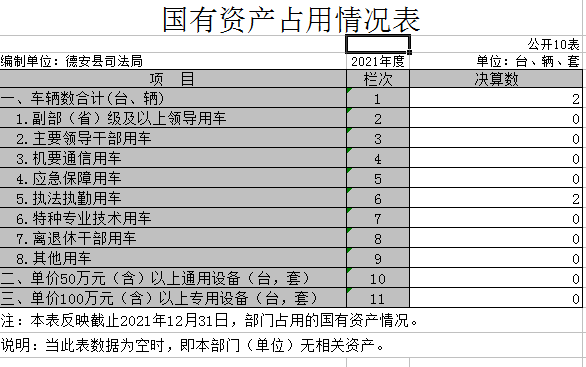 国有资产占用情况表
公开10表
编制单位：德安县司法局 2021年度 单位：台、辆、套
项 目 栏次 决算数
一、车辆数合计(台、辆) 1 2
1.副部（省）级及以上领导用车 2 0
2.主要领导干部用车 3 0
3.机要通信用车 4 0
4.应急保障用车 5 0
5.执法执勤用车 6 2
6.特种专业技术用车 7 0
7.离退休干部用车 8 0
8.其他用车 9 0
二、单价50万元（含）以上通用设备（台，套） 10 0
三、单价100万元（含）以上专用设备（台，套） 11 0
注：本表反映截止2021年12月31日，部门占用的国有资产情况。
说明：当此表数据为空时，即本部门（单位）无相关资产。